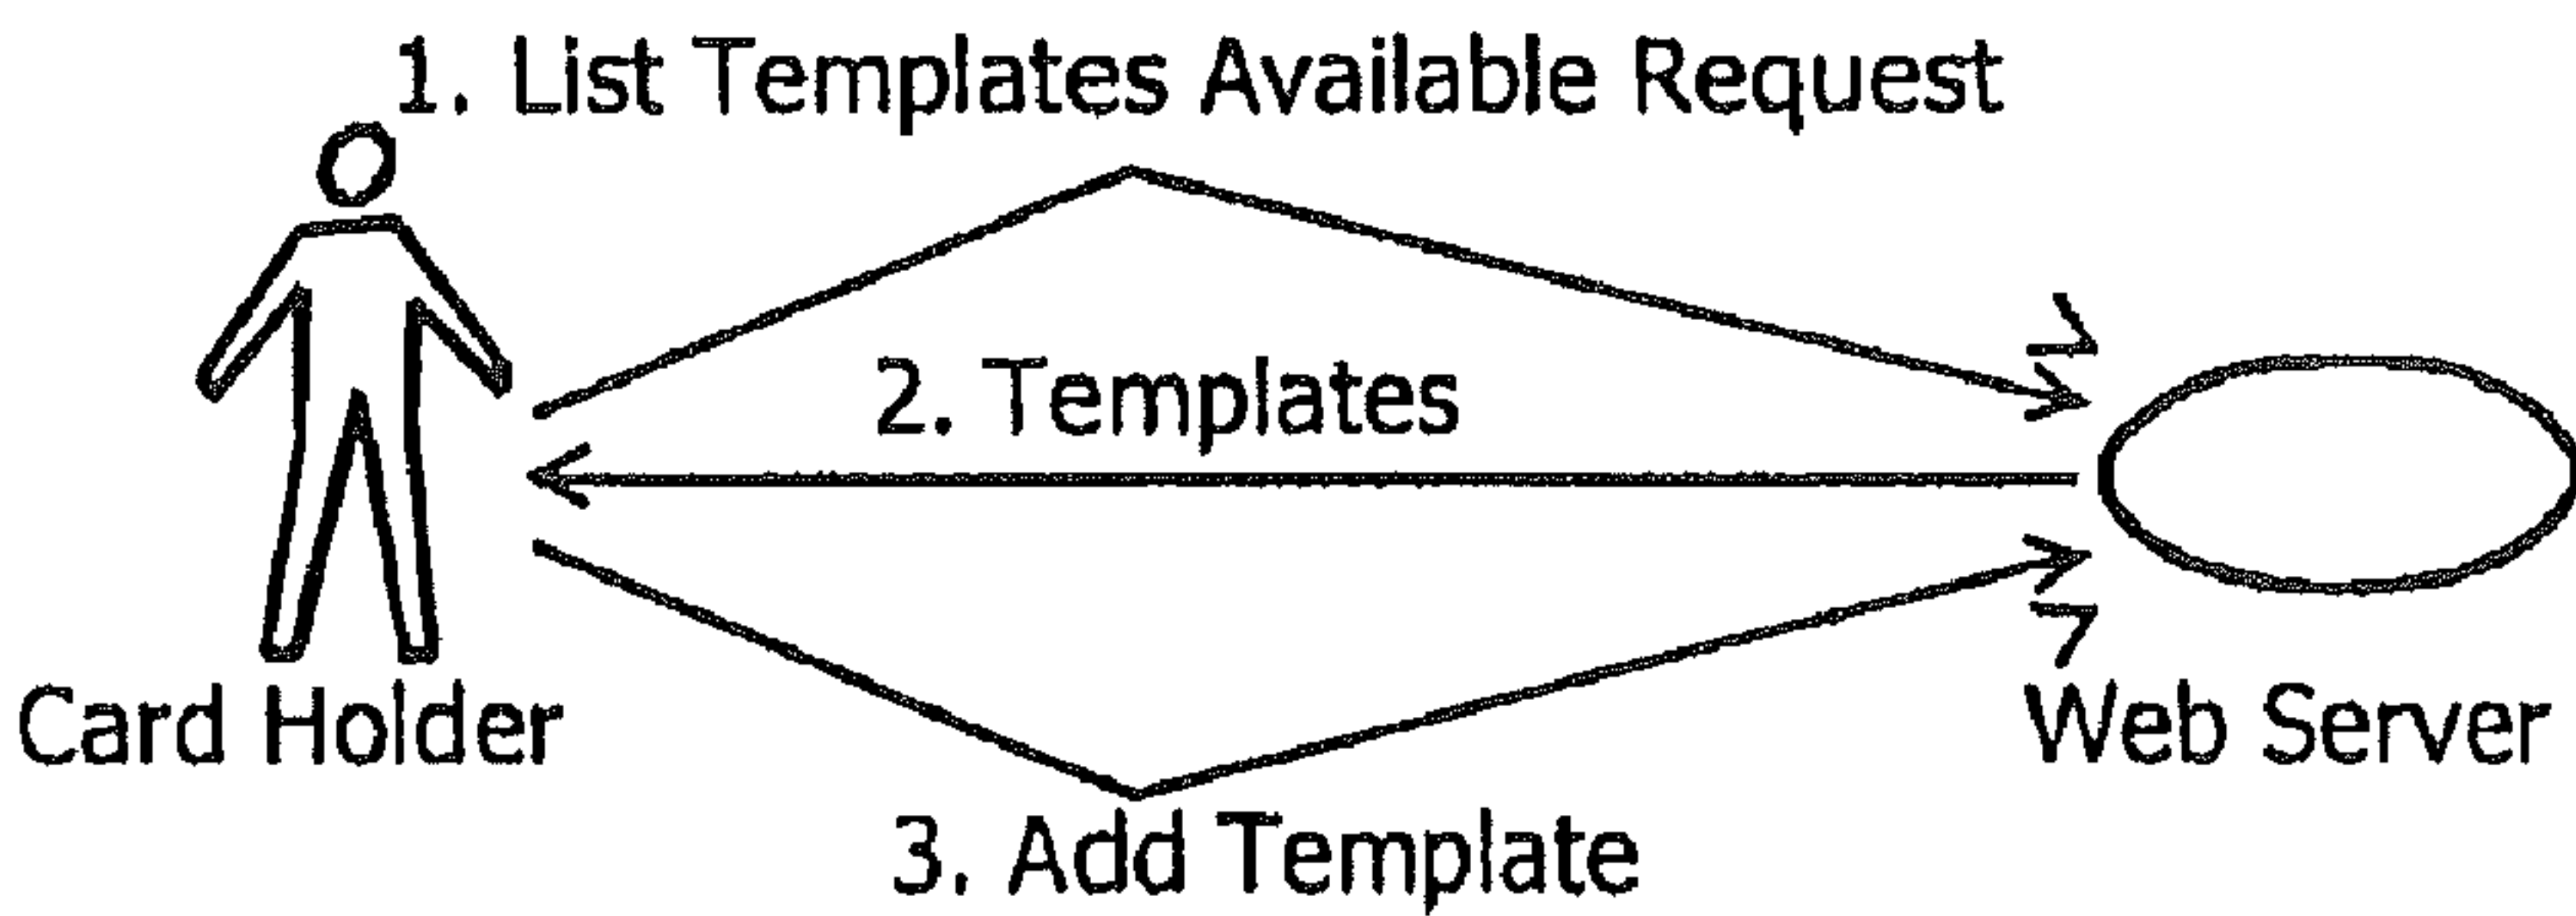 1. List Templates Available Request
2. Templates
Card Holder
Web Server
3. Add Template